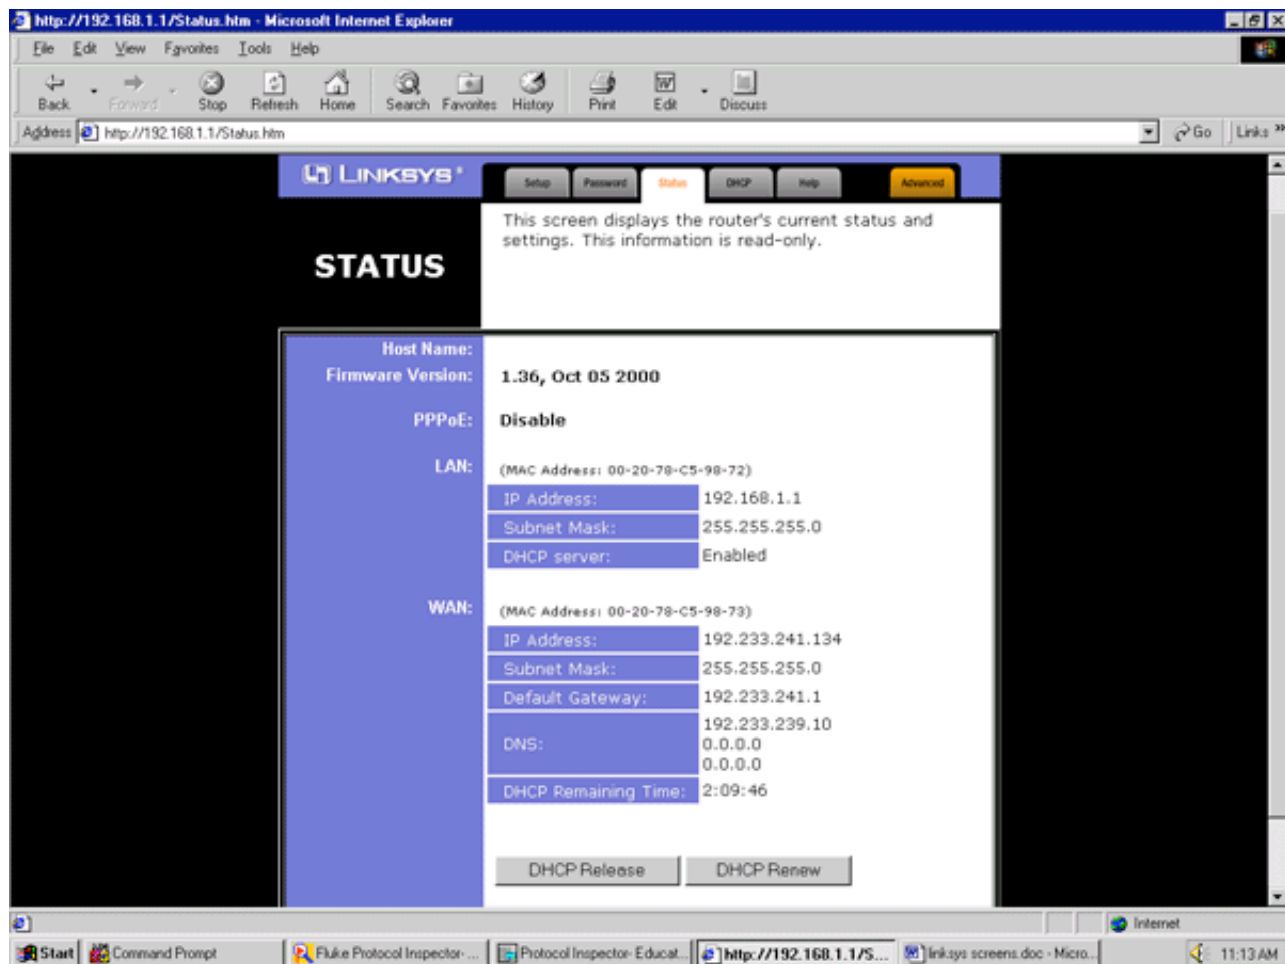 http://192.168.1.1/Status.htm - Microsoft Internet Explorer
File Edit View Favorites Tools Help
Back Forward Stop Refresh Home Search Favorites History Print Edit Discuss
Address http://192.168.1.1/Status.htm Go Links »
LINKSYS® Setup Password Status DHCP Help Advanced
This screen displays the router's current status and
settings. This information is read-only.
STATUS
Host Name:
Firmware Version: 1.36, Oct 05 2000
PPPoE: Disable
LAN: (MAC Address: 00-20-78-C5-98-72)
IP Address: 192.168.1.1
Subnet Mask: 255.255.255.0
DHCP server: Enabled
WAN: (MAC Address: 00-20-78-C5-98-73)
IP Address: 192.233.241.134
Subnet Mask: 255.255.255.0
Default Gateway: 192.233.241.1
DNS: 192.233.239.10
0.0.0.0
0.0.0.0
DHCP Remaining Time: 2:09:46
DHCP Release DHCP Renew
Internet
Start Command Prompt Fluke Protocol Inspector- ... Protocol Inspector- Educat... http://192.168.1.1/S... linksys screens.doc - Micro... 11:13 AM